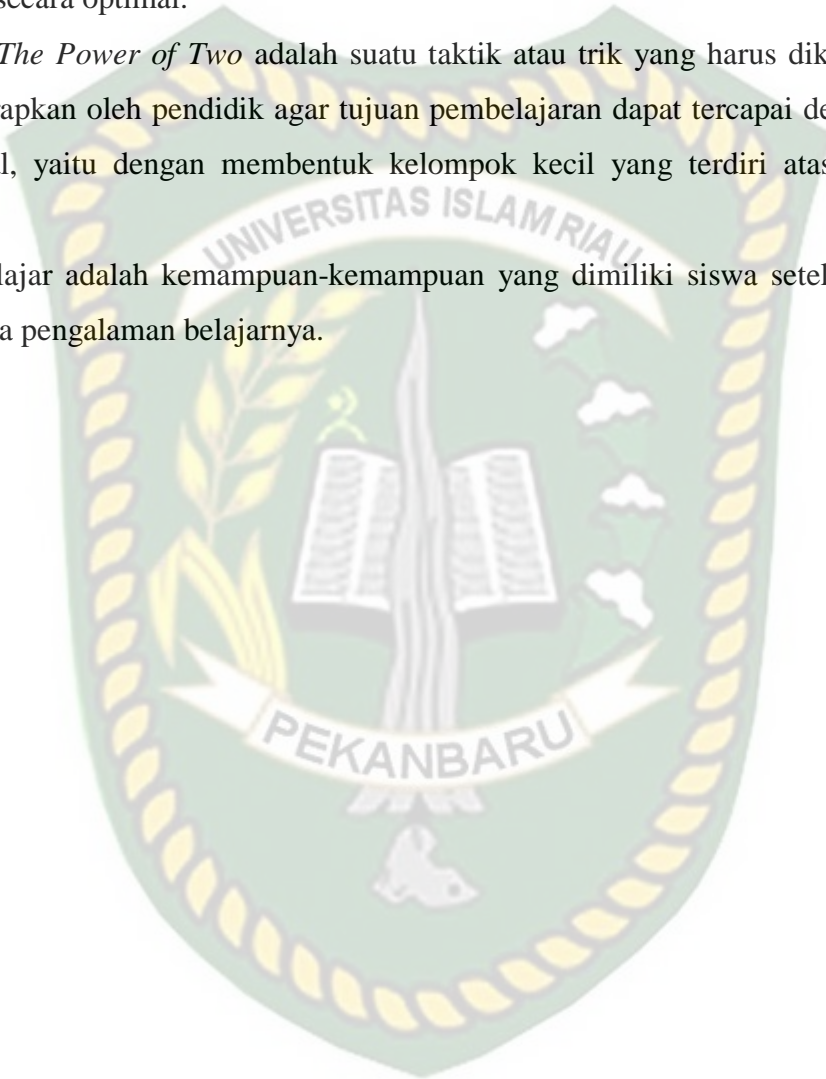 secara optimal.
The Power of Two adalah suatu taktik atau trik yang harus dik
rapkan oleh pendidik agar tujuan pembelajaran dapat tercapai de
l, yaitu dengan membentuk kelompok kecil yang terdiri atas
UNIVERSITAS ISLAM RIAU
lajar adalah kemampuan-kemampuan yang dimiliki siswa setel
a pengalaman belajarnya.
PEKANBARU